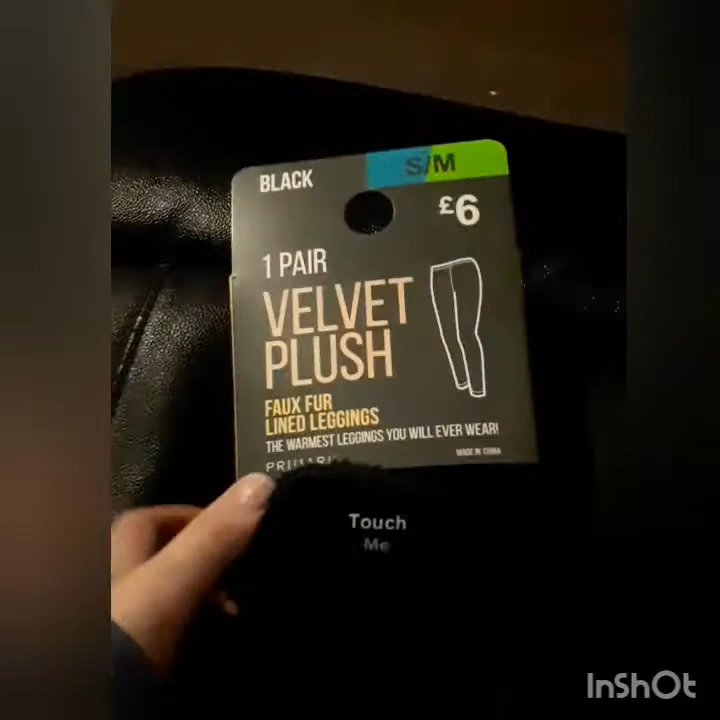 BLACK
S/M
£6
1 PAIR
VELVET
PLUSH
FAUX FUR
LINED LEGGINGS
THE WARMEST LEGGINGS YOU WILL EVER WEAR!
MADE IN CHINA
Touch
Me
InShOt